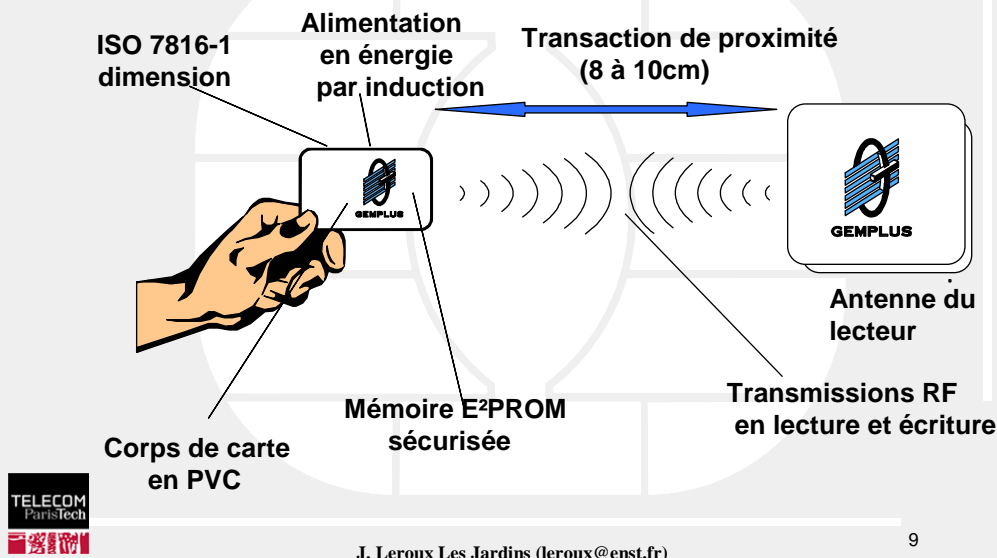 ISO 7816-1
dimension
Alimentation
en énergie
par induction
Transaction de proximité
(8 à 10cm)
GEMPLUS
GEMPLUS
Antenne du
lecteur
Transmissions RF
en lecture et écriture
Mémoire E²PROM
sécurisée
Corps de carte
en PVC
TELECOM
ParisTech
J. Leroux Les Jardins (leroux@enst.fr)
9